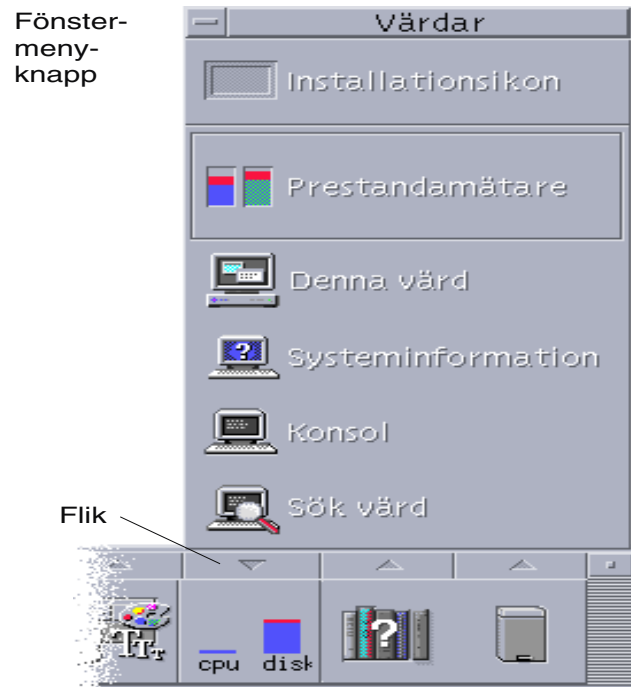 Fönster-
meny-
knapp
Värdar
Installationsikon
Prestandamätare
Denna värd
Systeminformation
Konsol
Sök värd
Flik
cpu disk